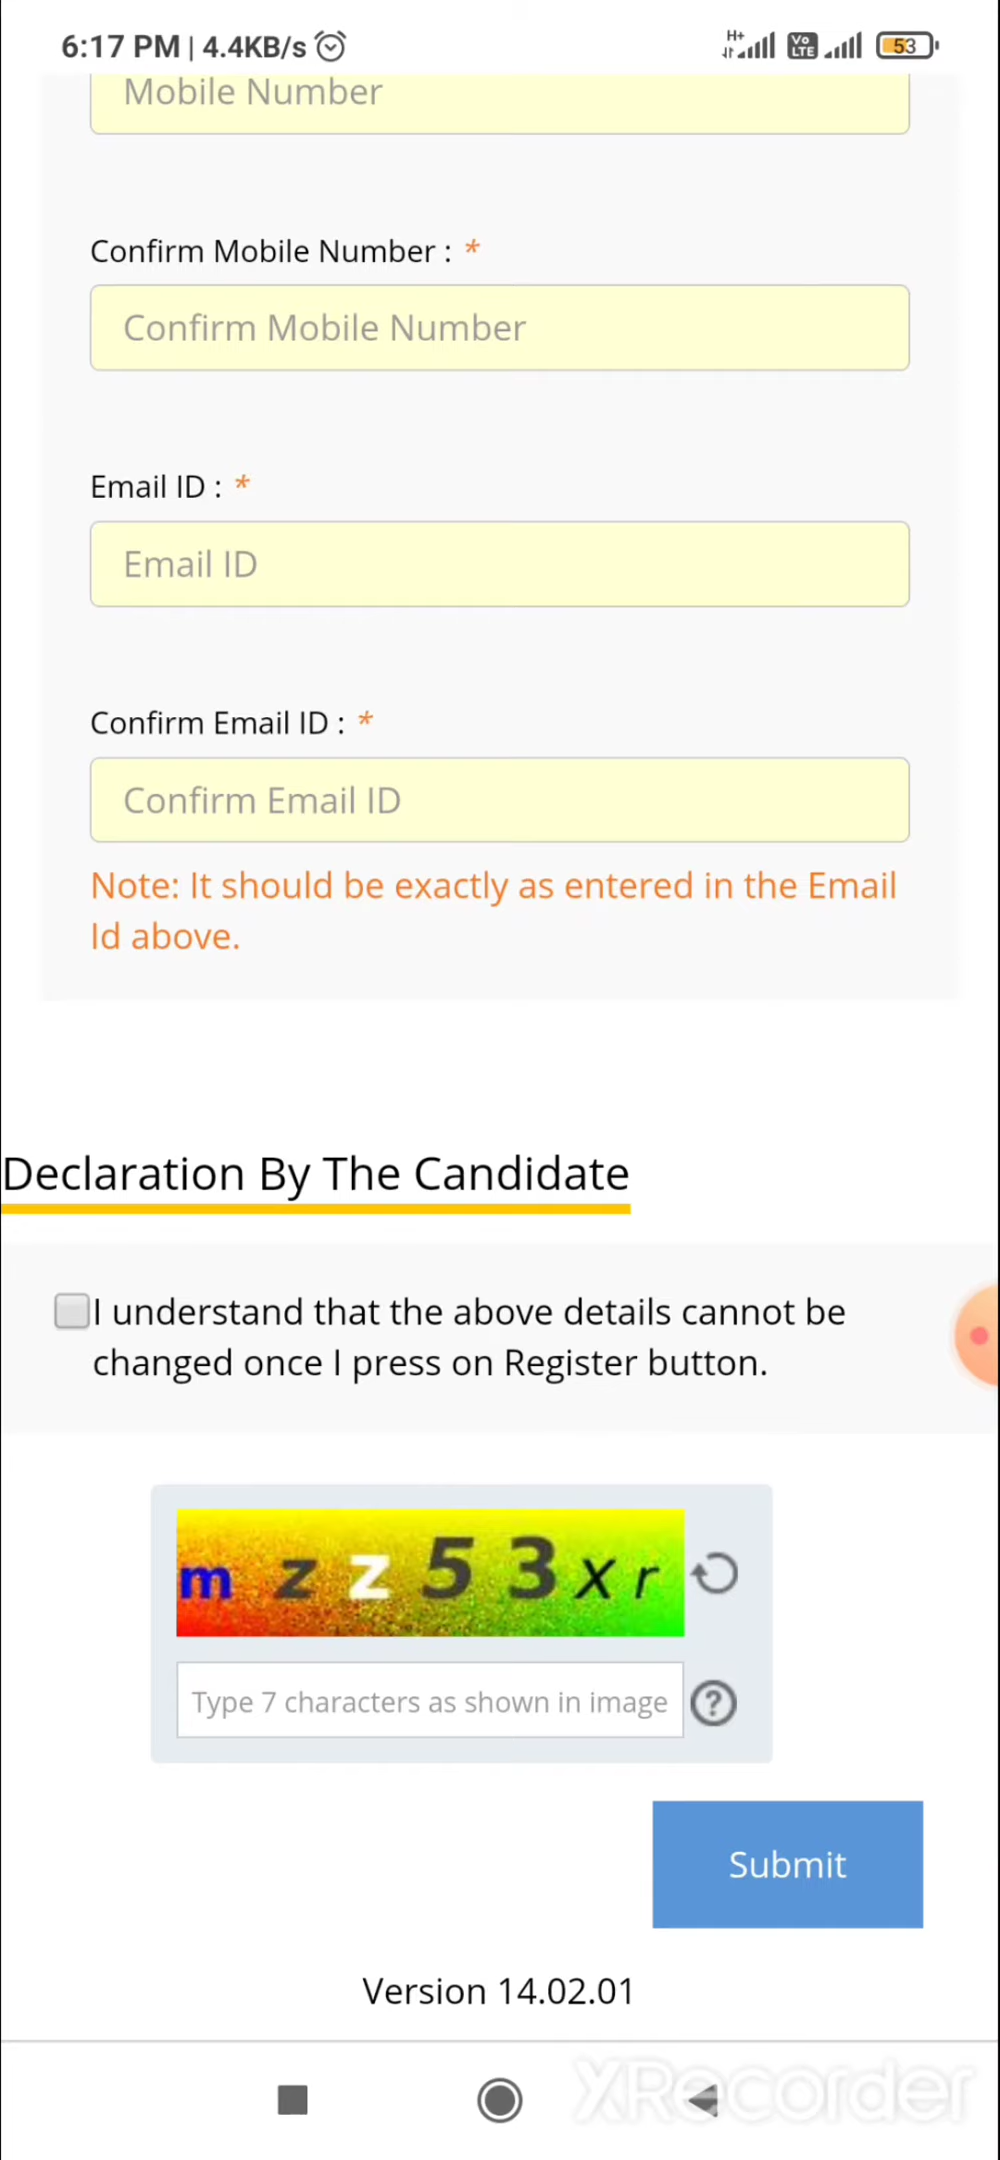 6:17 PM | 4.4KB/s
H+
Vo
LTE
53
Mobile Number
Confirm Mobile Number : *
Confirm Mobile Number
Email ID : *
Email ID
Confirm Email ID : *
Confirm Email ID
Note: It should be exactly as entered in the Email
Id above.
Declaration By The Candidate
I understand that the above details cannot be
changed once I press on Register button.
m z z 5 3 x r
Type 7 characters as shown in image
?
Submit
Version 14.02.01
XRecorder